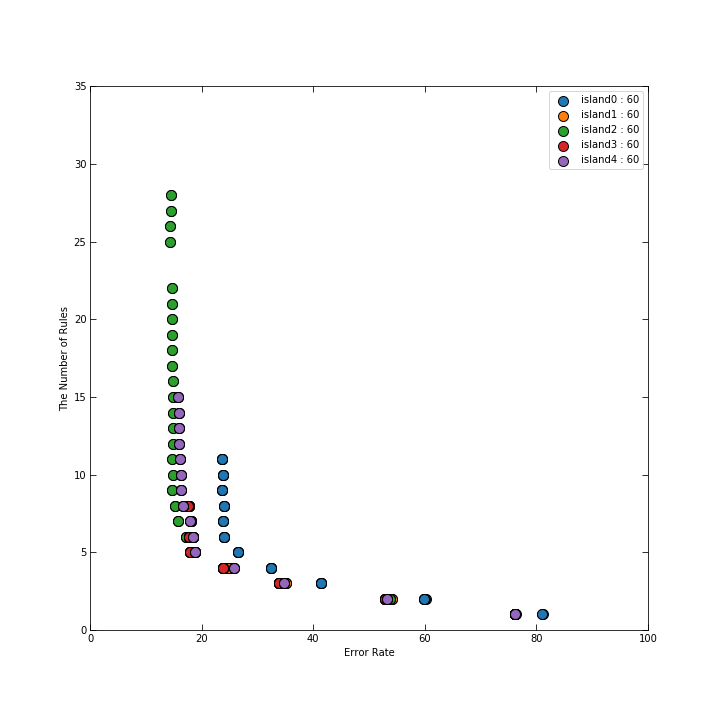 35
30
25
20
15
10
5
0
The Number of Rules
island0 : 60
island1 : 60
island2 : 60
island3 : 60
island4 : 60
0 20 40 60 80 100
Error Rate